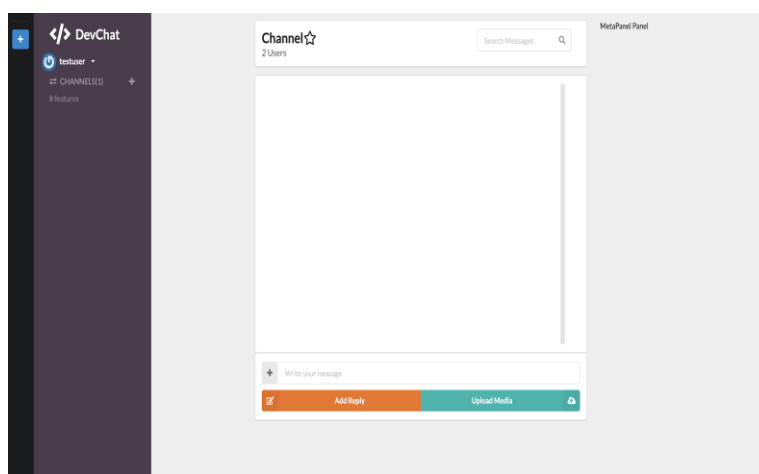 </> DevChat
testuser
CHANNELS(1)
# features
Channel
2 Users
Search Messages
MetaPanel Panel
Write your message
Add Reply
Upload Media